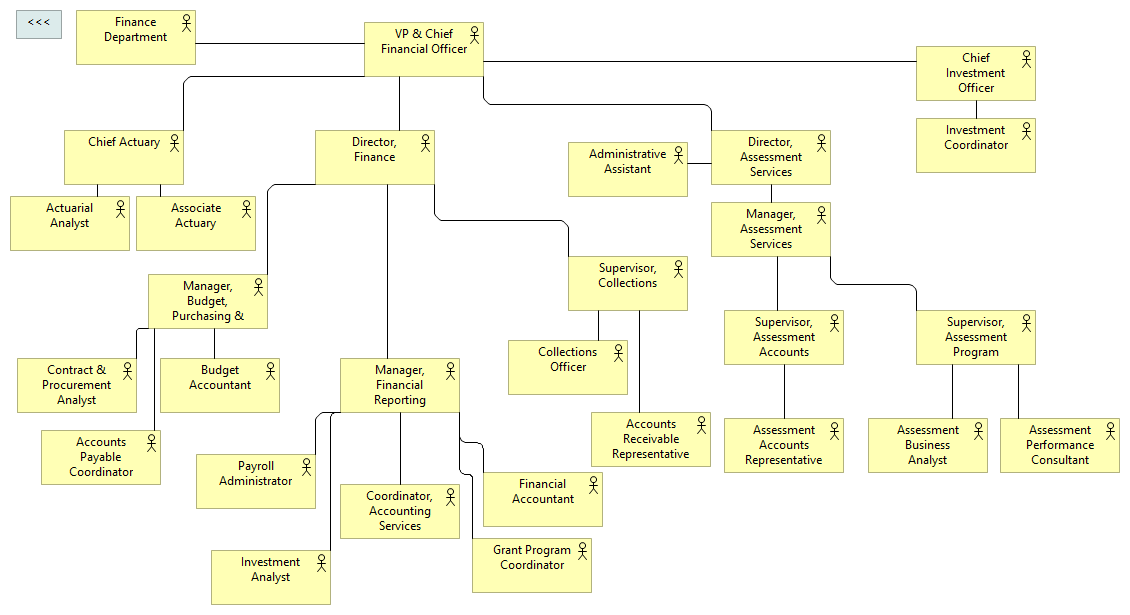 <<<
Finance
Department
VP & Chief
Financial Officer
Chief
Investment
Officer
Investment
Coordinator
Chief Actuary
Director,
Finance
Administrative
Assistant
Director,
Assessment
Services
Actuarial
Analyst
Associate
Actuary
Manager,
Assessment
Services
Manager,
Budget,
Purchasing &
Supervisor,
Collections
Supervisor,
Assessment
Accounts
Supervisor,
Assessment
Program
Contract &
Procurement
Analyst
Budget
Accountant
Manager,
Financial
Reporting
Collections
Officer
Accounts
Payable
Coordinator
Accounts
Receivable
Representative
Assessment
Accounts
Representative
Assessment
Business
Analyst
Assessment
Performance
Consultant
Payroll
Administrator
Coordinator,
Accounting
Services
Financial
Accountant
Investment
Analyst
Grant Program
Coordinator